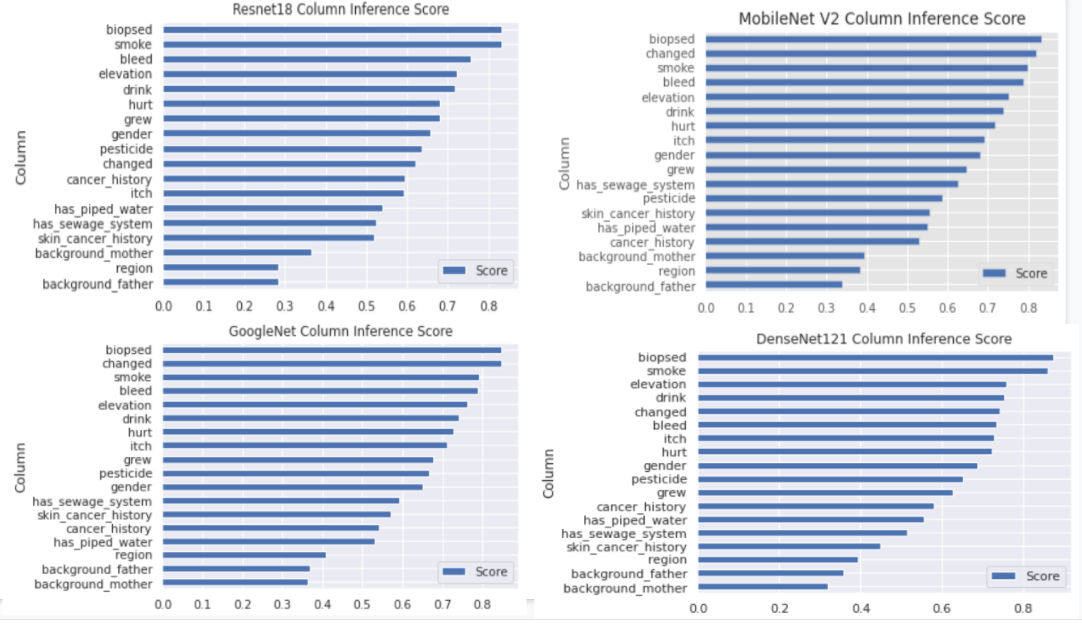 Resnet18 Column Inference Score
biopsed
smoke
bleed
elevation
drink
hurt
grew
gender
pesticide
changed
cancer_history
itch
has_piped_water
has_sewage_system
skin_cancer_history
background_mother
region
background_father
Column
Score
0.0 0.1 0.2 0.3 0.4 0.5 0.6 0.7 0.8
MobileNet V2 Column Inference Score
biopsed
changed
smoke
bleed
elevation
drink
hurt
itch
gender
grew
has_sewage_system
pesticide
skin_cancer_history
has_piped_water
cancer_history
background_mother
region
background_father
Column
Score
0.0 0.1 0.2 0.3 0.4 0.5 0.6 0.7 0.8
GoogleNet Column Inference Score
biopsed
changed
smoke
bleed
elevation
drink
hurt
itch
grew
pesticide
gender
has_sewage_system
skin_cancer_history
cancer_history
has_piped_water
region
background_father
background_mother
Column
Score
0.0 0.1 0.2 0.3 0.4 0.5 0.6 0.7 0.8
DenseNet121 Column Inference Score
biopsed
smoke
elevation
drink
changed
bleed
itch
hurt
gender
pesticide
grew
cancer_history
has_piped_water
has_sewage_system
skin_cancer_history
region
background_father
background_mother
Column
Score
0.0 0.2 0.4 0.6 0.8